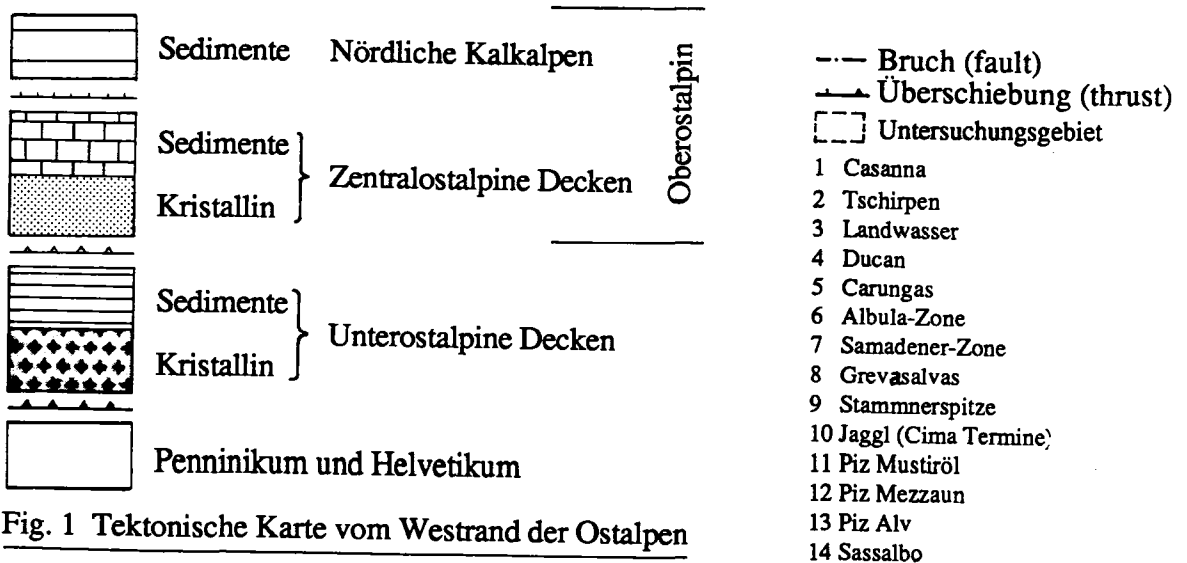 Sedimente Nördliche Kalkalpen
Sedimente
Zentralostalpine Decken
Kristallin
Oberostalpin
Sedimente
Unterostalpine Decken
Kristallin
Penninikum und Helvetikum
Fig. 1 Tektonische Karte vom Westrand der Ostalpen
Bruch (fault)
Überschiebung (thrust)
Untersuchungsgebiet
1 Casanna
2 Tschirpen
3 Landwasser
4 Ducan
5 Carungas
6 Albula-Zone
7 Samadener-Zone
8 Grevasalvas
9 Stammnerspitze
10 Jaggl (Cima Termine)
11 Piz Mustiröl
12 Piz Mezzaun
13 Piz Alv
14 Sassalbo